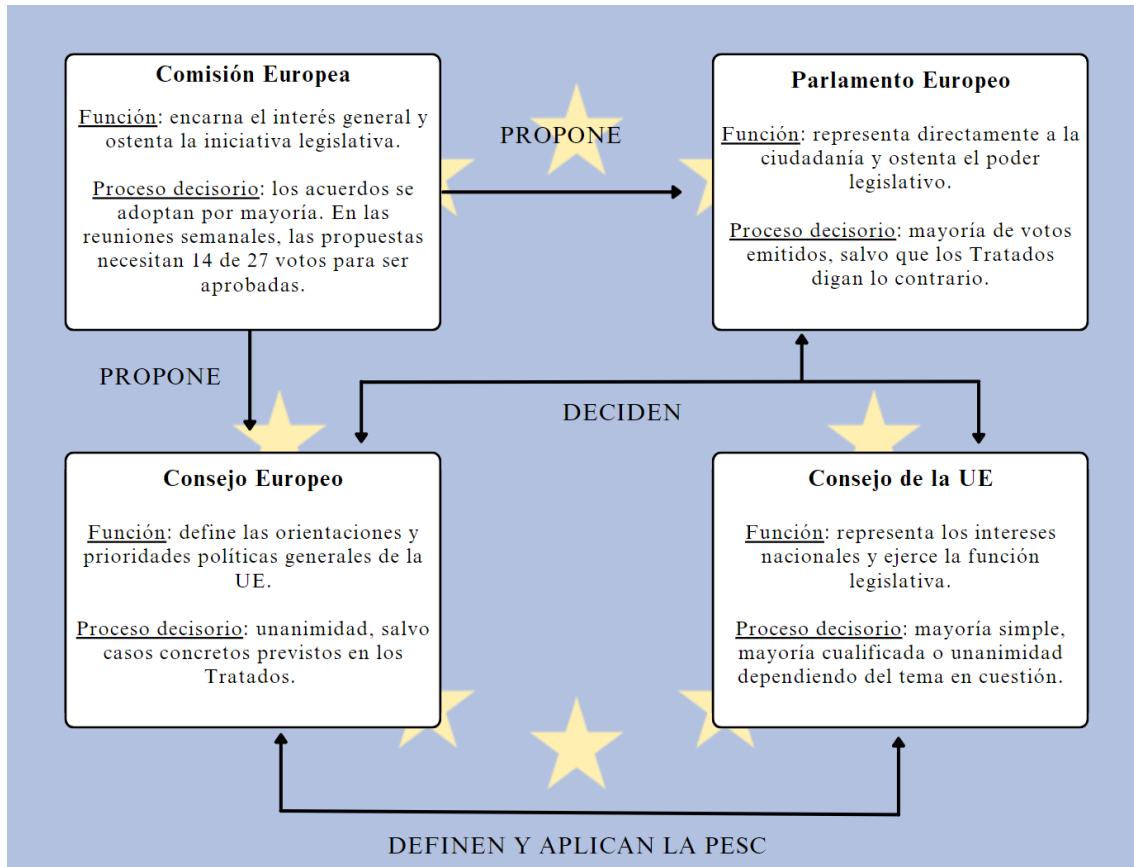 Comisión Europea
Función: encarna el interés general y
ostenta la iniciativa legislativa.
Proceso decisorio: los acuerdos se
adoptan por mayoría. En las
reuniones semanales, las propuestas
necesitan 14 de 27 votos para ser
aprobadas.
PROPONE
Parlamento Europeo
Función: representa directamente a la
ciudadanía y ostenta el poder
legislativo.
Proceso decisorio: mayoría de votos
emitidos, salvo que los Tratados
digan lo contrario.
PROPONE
DECIDEN
Consejo Europeo
Función: define las orientaciones y
prioridades políticas generales de la
UE.
Proceso decisorio: unanimidad, salvo
casos concretos previstos en los
Tratados.
Consejo de la UE
Función: representa los intereses
nacionales y ejerce la función
legislativa.
Proceso decisorio: mayoría simple,
mayoría cualificada o unanimidad
dependiendo del tema en cuestión.
DEFINEN Y APLICAN LA PESC